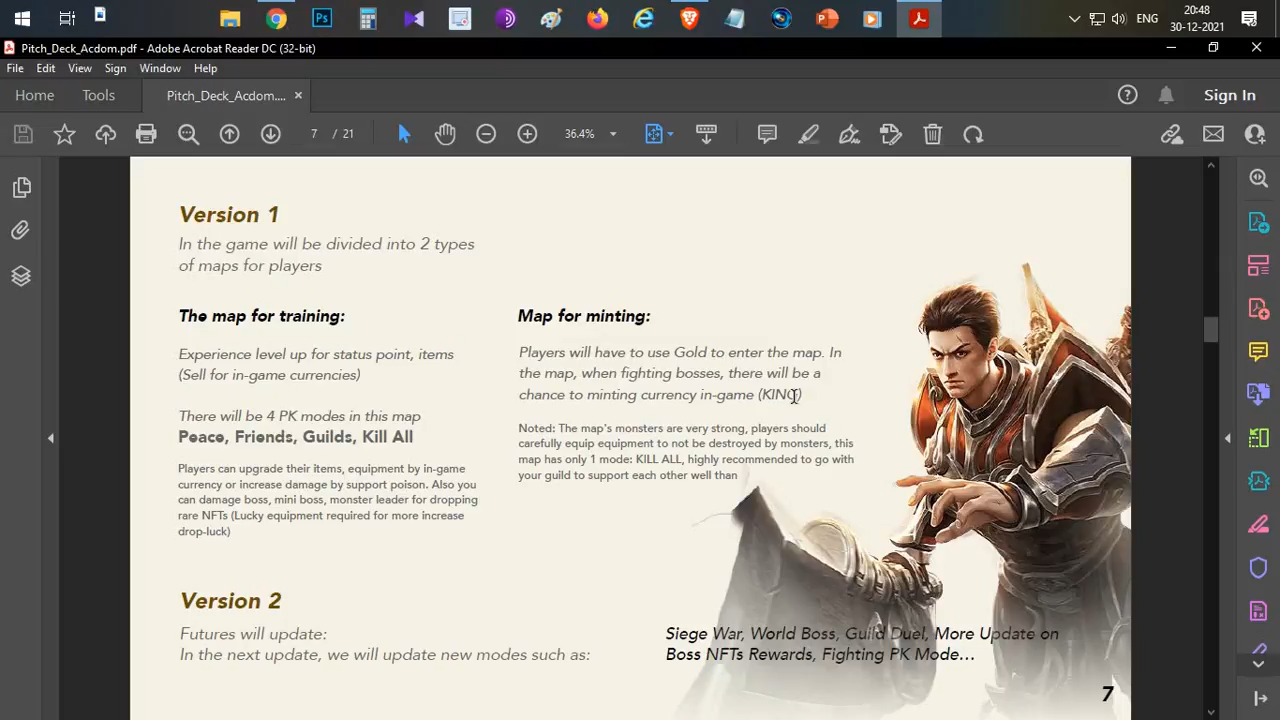 20:48
ENG
30-12-2021
Pitch_Deck_Acdom.pdf - Adobe Acrobat Reader DC (32-bit)
File Edit View Sign Window Help
Home Tools Pitch_Deck_Acdom.... × Sign In
7 / 21 36.4%
Version 1
In the game will be divided into 2 types
of maps for players
The map for training:
Experience level up for status point, items
(Sell for in-game currencies)
There will be 4 PK modes in this map
Peace, Friends, Guilds, Kill All
Players can upgrade their items, equipment by in-game
currency or increase damage by support poison. Also you
can damage boss, mini boss, monster leader for dropping
rare NFTs (Lucky equipment required for more increase
drop-luck)
Map for minting:
Players will have to use Gold to enter the map. In
the map, when fighting bosses, there will be a
chance to minting currency in-game (KING)
Noted: The map's monsters are very strong, players should
carefully equip equipment to not be destroyed by monsters, this
map has only 1 mode: KILL ALL, highly recommended to go with
your guild to support each other well than
Version 2
Futures will update:
In the next update, we will update new modes such as:
Siege War, World Boss, Guild Duel, More Update on
Boss NFTs Rewards, Fighting PK Mode...
7